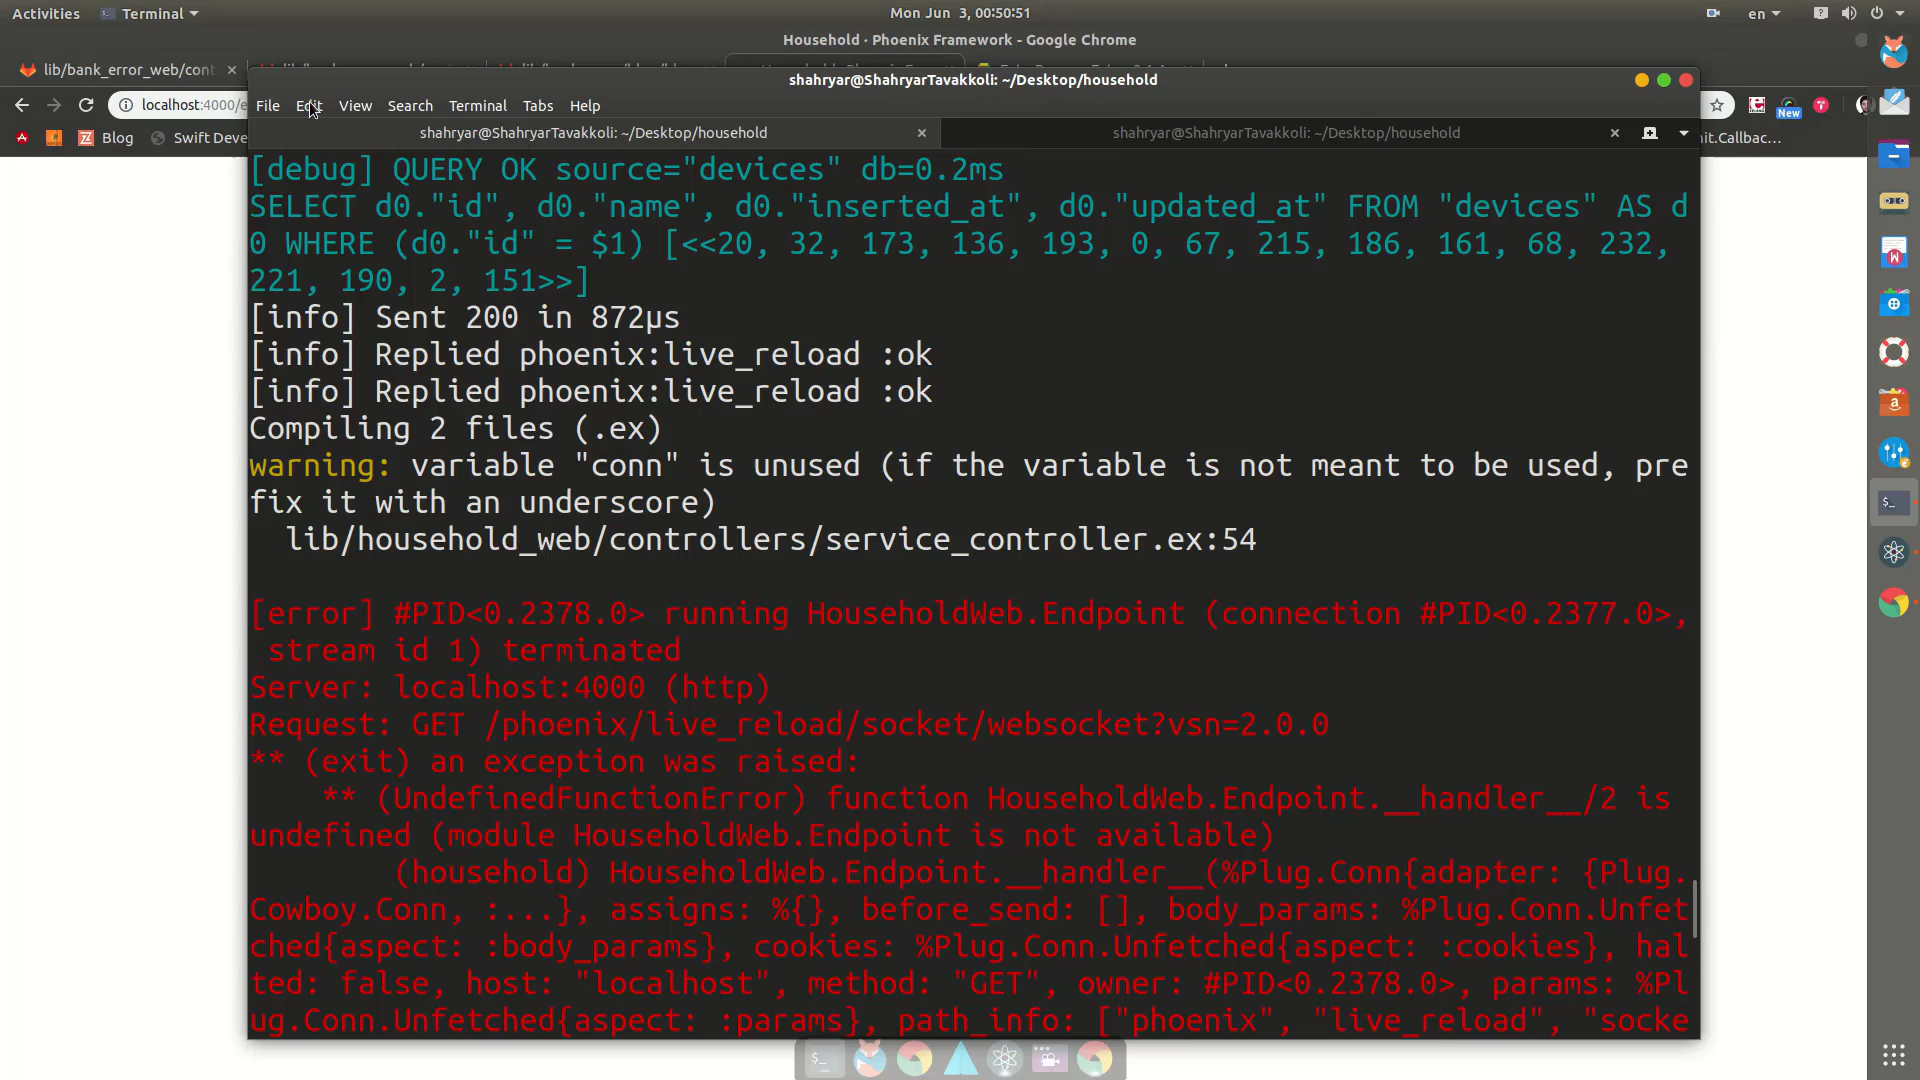 Activities Terminal Mon Jun 3, 00:50:51 en
Household · Phoenix Framework - Google Chrome
lib/bank_error_web/cont
shahryar@ShahryarTavakkoli: ~/Desktop/household
localhost:4000/e
File Edit View Search Terminal Tabs Help
New
Blog Swift Deve
shahryar@ShahryarTavakkoli: ~/Desktop/household shahryar@ShahryarTavakkoli: ~/Desktop/household
nit.Callbac...
[debug] QUERY OK source="devices" db=0.2ms
SELECT d0."id", d0."name", d0."inserted_at", d0."updated_at" FROM "devices" AS d
0 WHERE (d0."id" = $1) [<<20, 32, 173, 136, 193, 0, 67, 215, 186, 161, 68, 232,
221, 190, 2, 151>>]
[info] Sent 200 in 872µs
[info] Replied phoenix:live_reload :ok
[info] Replied phoenix:live_reload :ok
Compiling 2 files (.ex)
warning: variable "conn" is unused (if the variable is not meant to be used, pre
fix it with an underscore)
lib/household_web/controllers/service_controller.ex:54
[error] #PID<0.2378.0> running HouseholdWeb.Endpoint (connection #PID<0.2377.0>,
stream id 1) terminated
Server: localhost:4000 (http)
Request: GET /phoenix/live_reload/socket/websocket?vsn=2.0.0
** (exit) an exception was raised:
** (UndefinedFunctionError) function HouseholdWeb.Endpoint.__handler__/2 is
undefined (module HouseholdWeb.Endpoint is not available)
(household) HouseholdWeb.Endpoint.__handler__(%Plug.Conn{adapter: {Plug.
Cowboy.Conn, :...}, assigns: %{}, before_send: [], body_params: %Plug.Conn.Unfet
ched{aspect: :body_params}, cookies: %Plug.Conn.Unfetched{aspect: :cookies}, hal
ted: false, host: "localhost", method: "GET", owner: #PID<0.2378.0>, params: %Pl
ug.Conn.Unfetched{aspect: :params}, path_info: ["phoenix", "live_reload", "socke